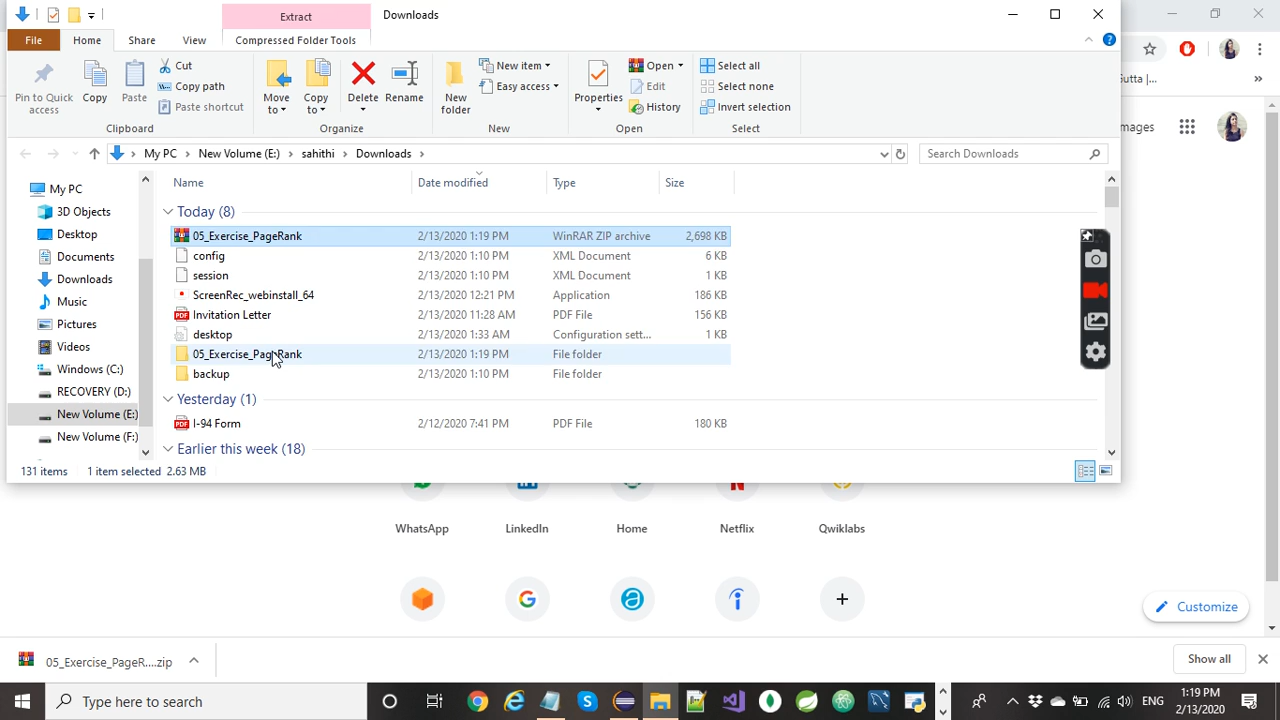 Extract
Downloads
File
Home
Share
View
Compressed Folder Tools
Pin to Quick access
Copy
Paste
Cut
Copy path
Paste shortcut
Move to
Copy to
Delete
Rename
New folder
New item
Easy access
Properties
Open
Edit
History
Select all
Select none
Invert selection
Clipboard
Organize
New
Open
Select
My PC
New Volume (E:)
sahithi
Downloads
Search Downloads
My PC
3D Objects
Desktop
Documents
Downloads
Music
Pictures
Videos
Windows (C:)
RECOVERY (D:)
New Volume (E:)
New Volume (F:)
Name
Date modified
Type
Size
Today (8)
05_Exercise_PageRank 2/13/2020 1:19 PM WinRAR ZIP archive 2,698 KB
config 2/13/2020 1:10 PM XML Document 6 KB
session 2/13/2020 1:10 PM XML Document 1 KB
ScreenRec_webinstall_64 2/13/2020 12:21 PM Application 186 KB
Invitation Letter 2/13/2020 11:28 AM PDF File 156 KB
desktop 2/13/2020 1:33 AM Configuration sett... 1 KB
05_Exercise_PageRank 2/13/2020 1:19 PM File folder
backup 2/13/2020 1:10 PM File folder
Yesterday (1)
I-94 Form 2/12/2020 7:41 PM PDF File 180 KB
Earlier this week (18)
131 items
1 item selected 2.63 MB
utta |...
»
mages
WhatsApp
LinkedIn
Home
Netflix
Qwiklabs
Customize
05_Exercise_PageR....zip
Show all
Type here to search
ENG
1:19 PM
2/13/2020